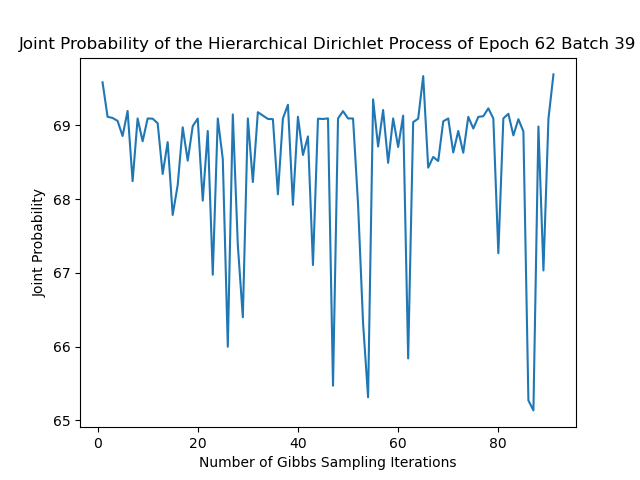 Joint Probability of the Hierarchical Dirichlet Process of Epoch 62 Batch 39
69
68
67
66
65
Joint Probability
0 20 40 60 80
Number of Gibbs Sampling Iterations